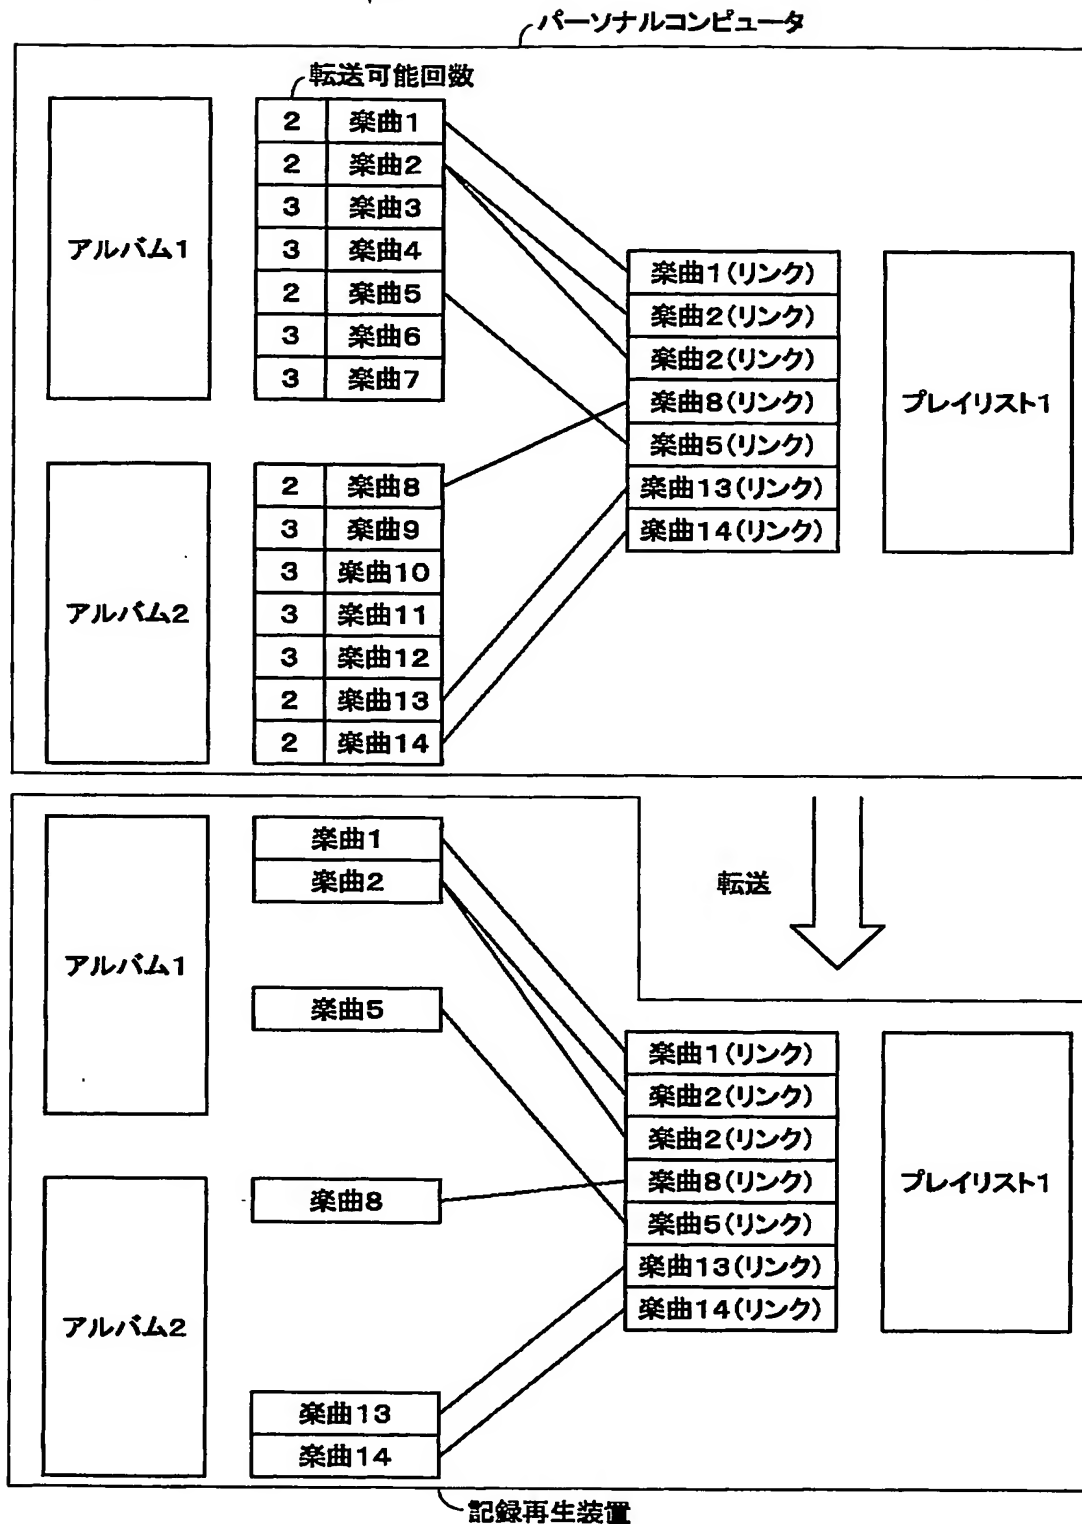 パーソナルコンピュータ
転送可能回数
アルバム1
2 楽曲1
2 楽曲2
3 楽曲3
3 楽曲4
2 楽曲5
3 楽曲6
3 楽曲7
アルバム2
2 楽曲8
3 楽曲9
3 楽曲10
3 楽曲11
3 楽曲12
2 楽曲13
2 楽曲14
楽曲1(リンク)
楽曲2(リンク)
楽曲2(リンク)
楽曲8(リンク)
楽曲5(リンク)
楽曲13(リンク)
楽曲14(リンク)
プレイリスト1
転送
アルバム1
楽曲1
楽曲2
楽曲5
アルバム2
楽曲8
楽曲13
楽曲14
楽曲1(リンク)
楽曲2(リンク)
楽曲2(リンク)
楽曲8(リンク)
楽曲5(リンク)
楽曲13(リンク)
楽曲14(リンク)
プレイリスト1
記録再生装置